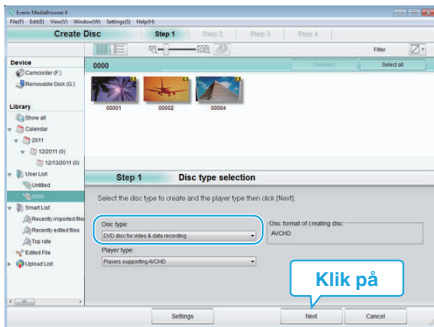 Everio MediaBrowser 4
File(F) Edit(E) View(V) Window(W) Settings(S) Help(H)
Create Disc Step 1 Step 2 Step 3 Step 4
Filter
Device
0000 Deselect Select all
Camcorder (F:)
Removable Disk (G:)
00001 00002 00004
Library
Show all
Calendar
2011
12/2011 (0)
12/13/2011 (0)
User List
Untitled
0000
Smart List
Recently imported file
Recently edited files
Top rate
Edited File
Upload List
Step 1 Disc type selection
Select the disc type to create and the player type then click [Next].
Disc type:
DVD disc for video & data recording
Disc format of creating disc:
AVCHD
Player type:
Players supporting AVCHD
Klik på
Settings Next Cancel